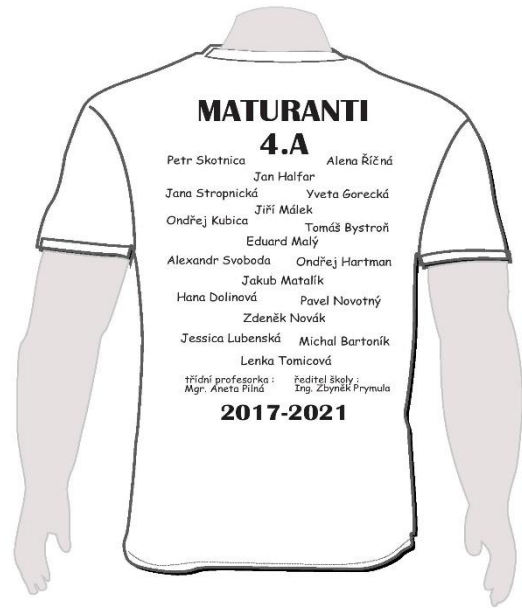 MATURANTI
4.A
Petr Skotnica Alena Říčná
Jan Halfar
Jana Stropnická Yveta Gorecká
Jiří Málek
Ondřej Kubica Tomáš Bystroň
Eduard Malý
Alexandr Svoboda Ondřej Hartman
Jakub Matalík
Hana Dolinová Pavel Novotný
Zdeněk Novák
Jessica Lubenská Michal Bartoník
Lenka Tomicová
třídní profesorka : ředitel školy :
Mgr. Aneta Pilná Ing. Zbyněk Prymula
2017-2021